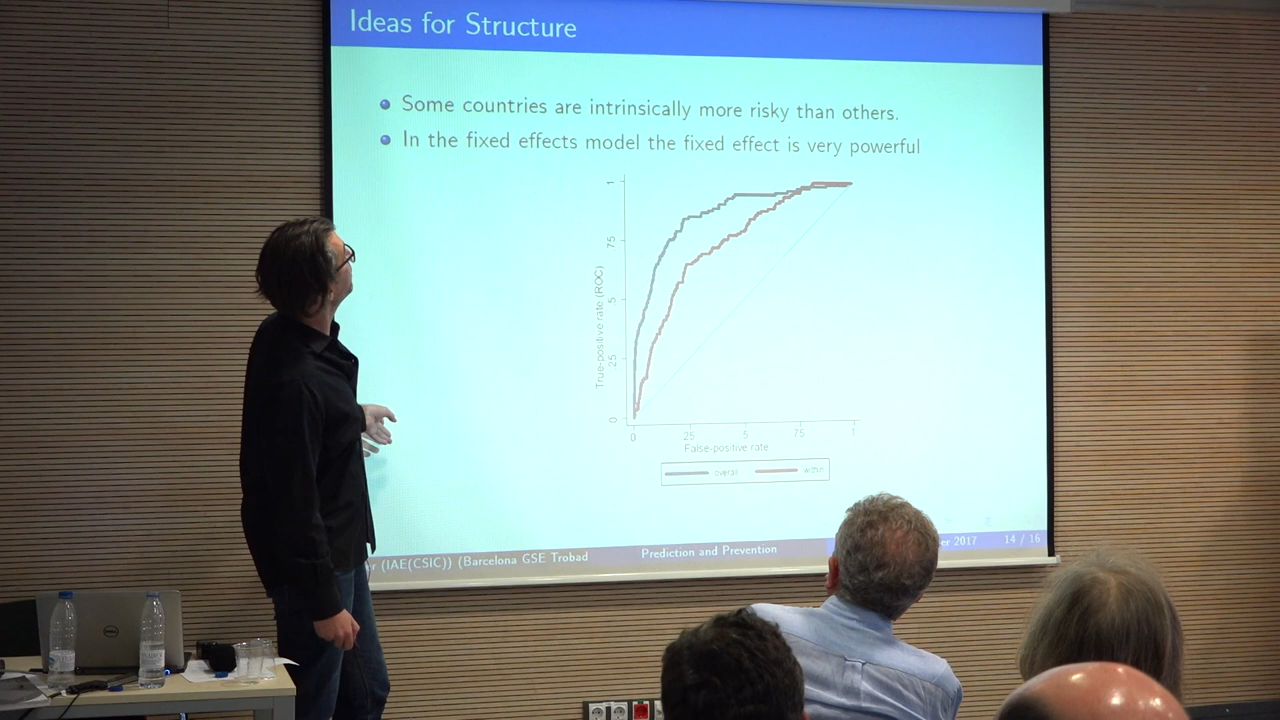 Ideas for Structure
Some countries are intrinsically more risky than others.
In the fixed effects model the fixed effect is very powerful
1
75
5
25
0
True-positive rate (ROC)
0 25 5 75 1
False-positive rate
overall within
(IAE(CSIC)) (Barcelona GSE Trobad Prediction and Prevention 2017 14 / 16
DELL